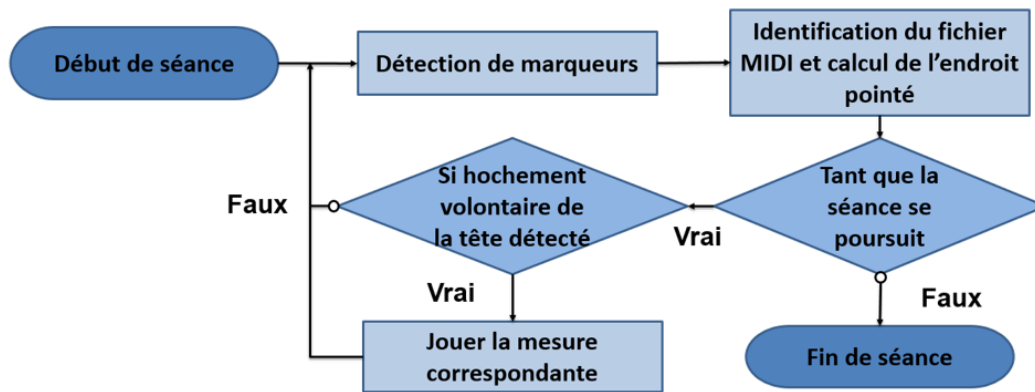 Début de séance
Détection de marqueurs
Identification du fichier
MIDI et calcul de l’endroit
pointé
Tant que la
séance se
poursuit
Vrai
Faux
Si hochement
volontaire de
la tête détecté
Faux
Vrai
Jouer la mesure
correspondante
Fin de séance